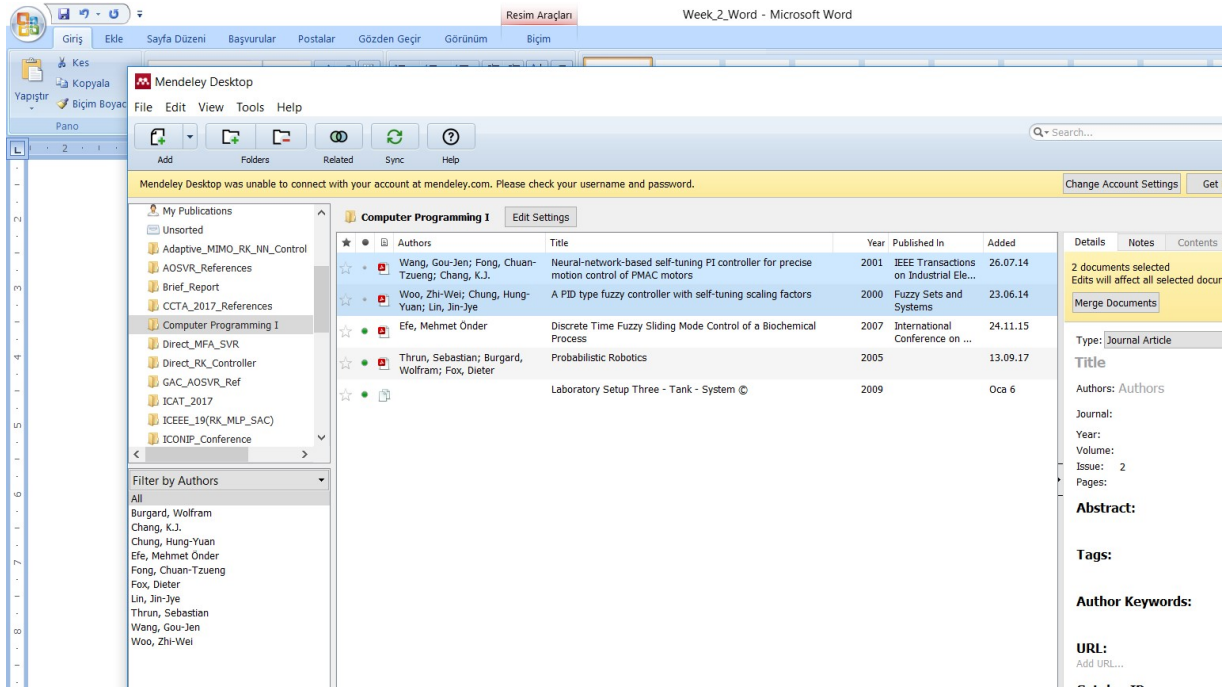 Resim Araçları
Week_2_Word - Microsoft Word
Giriş Ekle Sayfa Düzeni Başvurular Postalar Gözden Geçir Görünüm Biçim
Kes
Kopyala
Yapıştır
Biçim Boyac
Pano
Mendeley Desktop
File Edit View Tools Help
Search...
Add Folders Related Sync Help
Mendeley Desktop was unable to connect with your account at mendeley.com. Please check your username and password.
Change Account Settings Get
My Publications
Unsorted
Adaptive_MIMO_RK_NN_Control
AOSVR_References
Brief_Report
CCTA_2017_References
Computer Programming I
Direct_MFA_SVR
Direct_RK_Controller
GAC_AOSVR_Ref
ICAT_2017
ICEEE_19(RK_MLP_SAC)
ICONIP_Conference
Filter by Authors
All
Burgard, Wolfram
Chang, K.J.
Chung, Hung-Yuan
Efe, Mehmet Önder
Fong, Chuan-Tzueng
Fox, Dieter
Lin, Jin-Jye
Thrun, Sebastian
Wang, Gou-Jen
Woo, Zhi-Wei
Computer Programming I Edit Settings
Authors Title Year Published In Added
Wang, Gou-Jen; Fong, Chuan- Neural-network-based self-tuning PI controller for precise 2001 IEEE Transactions 26.07.14
Tzueng; Chang, K.J. motion control of PMAC motors on Industrial Ele...
Woo, Zhi-Wei; Chung, Hung- A PID type fuzzy controller with self-tuning scaling factors 2000 Fuzzy Sets and 23.06.14
Yuan; Lin, Jin-Jye Systems
Efe, Mehmet Önder Discrete Time Fuzzy Sliding Mode Control of a Biochemical 2007 International 24.11.15
Process Conference on ...
Thrun, Sebastian; Burgard, Probabilistic Robotics 2005 13.09.17
Wolfram; Fox, Dieter
Laboratory Setup Three - Tank - System © 2009 Oca 6
Details Notes Contents
2 documents selected
Edits will affect all selected docum
Merge Documents
Type: Journal Article
Title
Authors: Authors
Journal:
Year:
Volume:
Issue: 2
Pages:
Abstract:
Tags:
Author Keywords:
URL:
Add URL...